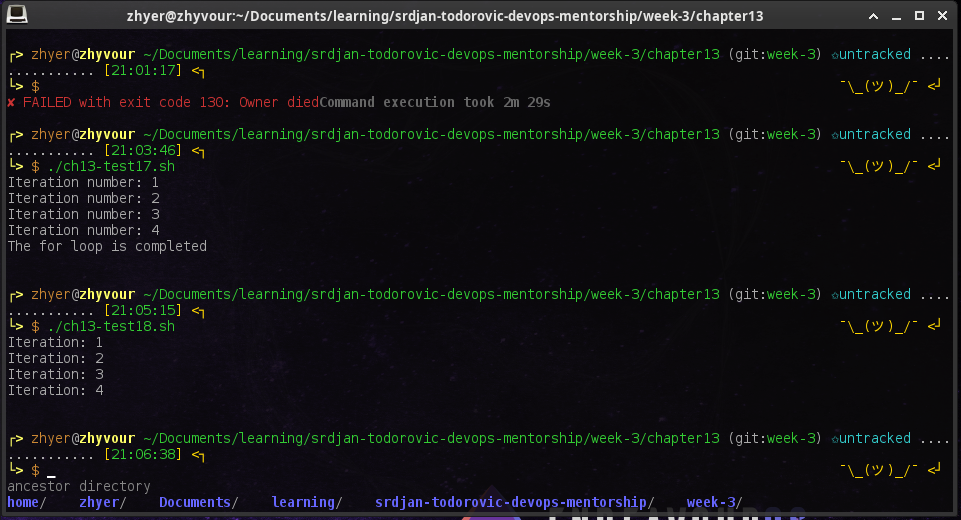 zhyer@zhyvour:~/Documents/learning/srdjan-todorovic-devops-mentorship/week-3/chapter13
┌> zhyer@zhyvour ~/Documents/learning/srdjan-todorovic-devops-mentorship/week-3/chapter13 (git:week-3) ✩untracked ....
........... [21:01:17] <┐
└> $ ¯\_(ツ)_/¯ <┘
✘ FAILED with exit code 130: Owner diedCommand execution took 2m 29s
┌> zhyer@zhyvour ~/Documents/learning/srdjan-todorovic-devops-mentorship/week-3/chapter13 (git:week-3) ✩untracked ....
........... [21:03:46] <┐
└> $ ./ch13-test17.sh ¯\_(ツ)_/¯ <┘
Iteration number: 1
Iteration number: 2
Iteration number: 3
Iteration number: 4
The for loop is completed
┌> zhyer@zhyvour ~/Documents/learning/srdjan-todorovic-devops-mentorship/week-3/chapter13 (git:week-3) ✩untracked ....
........... [21:05:15] <┐
└> $ ./ch13-test18.sh ¯\_(ツ)_/¯ <┘
Iteration: 1
Iteration: 2
Iteration: 3
Iteration: 4
┌> zhyer@zhyvour ~/Documents/learning/srdjan-todorovic-devops-mentorship/week-3/chapter13 (git:week-3) ✩untracked ....
........... [21:06:38] <┐
└> $ _ ¯\_(ツ)_/¯ <┘
ancestor directory
home/ zhyer/ Documents/ learning/ srdjan-todorovic-devops-mentorship/ week-3/